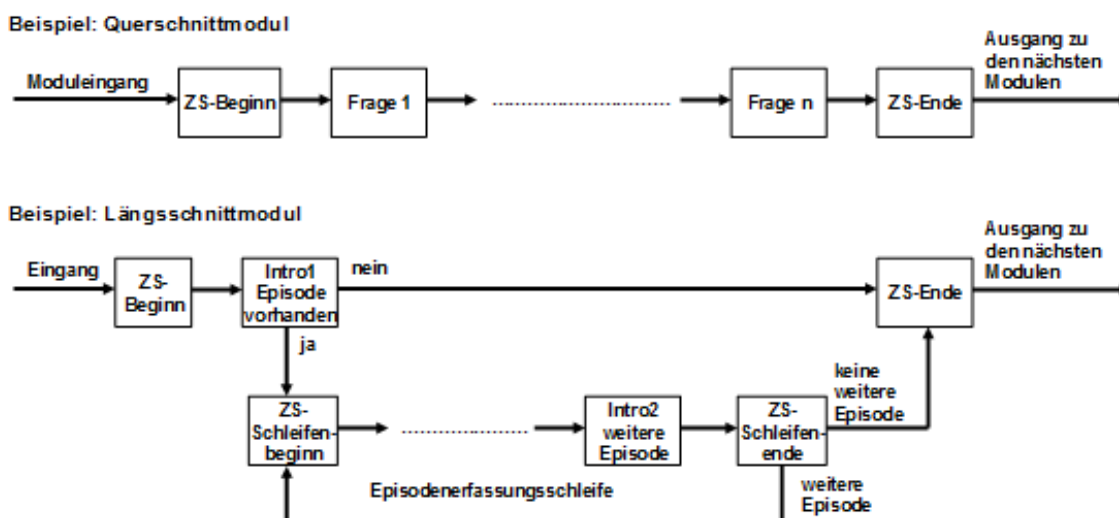 Beispiel: Querschnittmodul
Moduleingang
ZS-Beginn
Frage 1
................................
Frage n
ZS-Ende
Ausgang zu
den nächsten
Modulen
Beispiel: Längsschnittmodul
Eingang
ZS-
Beginn
Intro1
Episode
vorhanden
nein
ja
ZS-Ende
Ausgang zu
den nächsten
Modulen
ZS-
Schleifen-
beginn
.......................
Intro2
weitere
Episode
ZS-
Schleifen-
ende
keine
weitere
Episode
Episodenerfassungsschleife
weitere
Episode